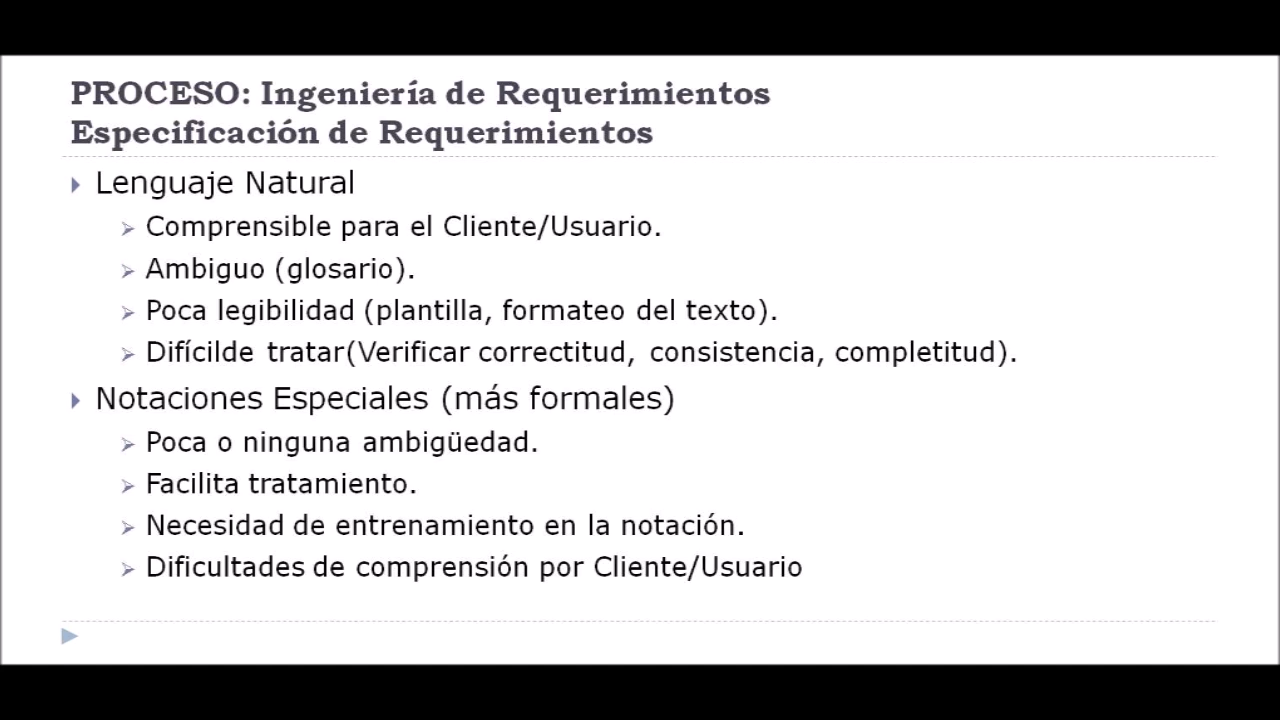 PROCESO: Ingeniería de Requerimientos
Especificación de Requerimientos
Lenguaje Natural
Comprensible para el Cliente/Usuario.
Ambiguo (glosario).
Poca legibilidad (plantilla, formateo del texto).
Difícilde tratar(Verificar correctitud, consistencia, completitud).
Notaciones Especiales (más formales)
Poca o ninguna ambigüedad.
Facilita tratamiento.
Necesidad de entrenamiento en la notación.
Dificultades de comprensión por Cliente/Usuario